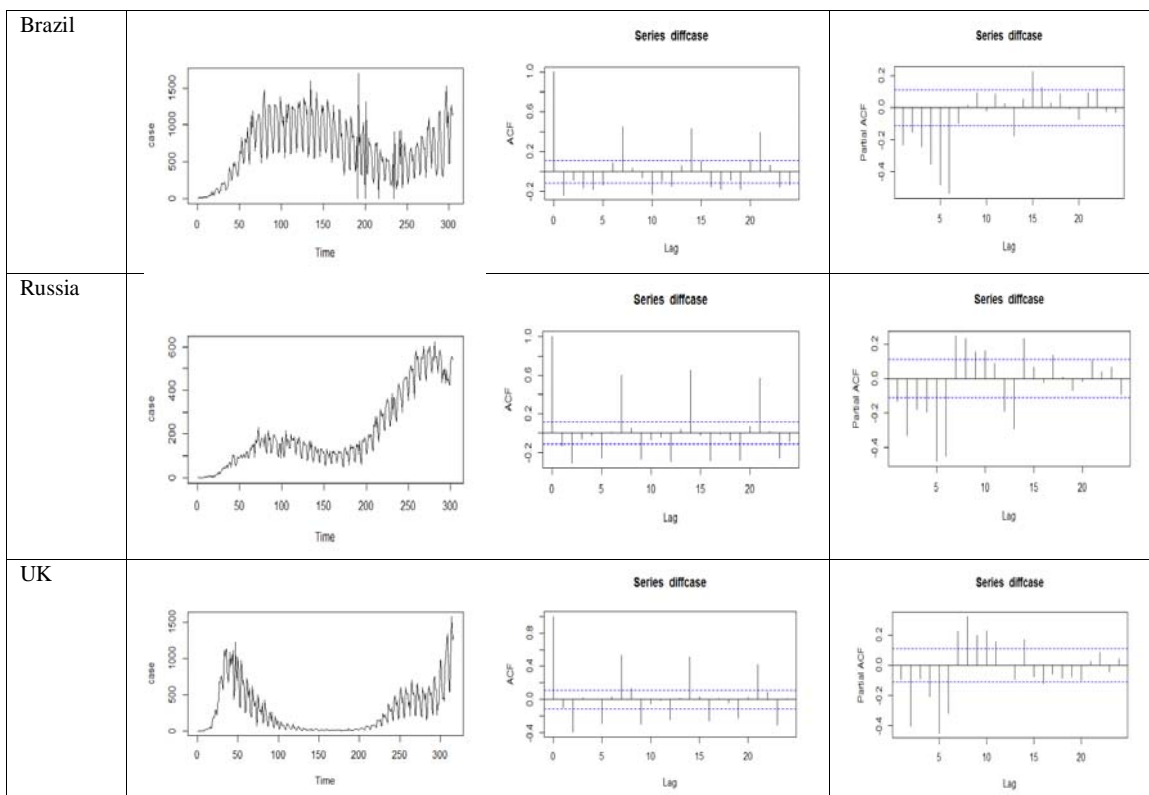 Brazil
case
0 500 1000 1500
0 50 100 150 200 250 300
Time
Series diffcase
ACF
-0.2 0.2 0.6 1.0
0 5 10 15 20
Lag
Series diffcase
Partial ACF
-0.4 -0.2 0.0 0.2
5 10 15 20
Lag
Russia
case
0 200 400 600
0 50 100 150 200 250 300
Time
Series diffcase
ACF
-0.2 0.2 0.6 1.0
0 5 10 15 20
Lag
Series diffcase
Partial ACF
-0.4 -0.2 0.0 0.2
5 10 15 20
Lag
UK
case
0 500 1000 1500
0 50 100 150 200 250 300
Time
Series diffcase
ACF
-0.4 0.0 0.4 0.8
0 5 10 15 20
Lag
Series diffcase
Partial ACF
-0.4 -0.2 0.0 0.2
5 10 15 20
Lag